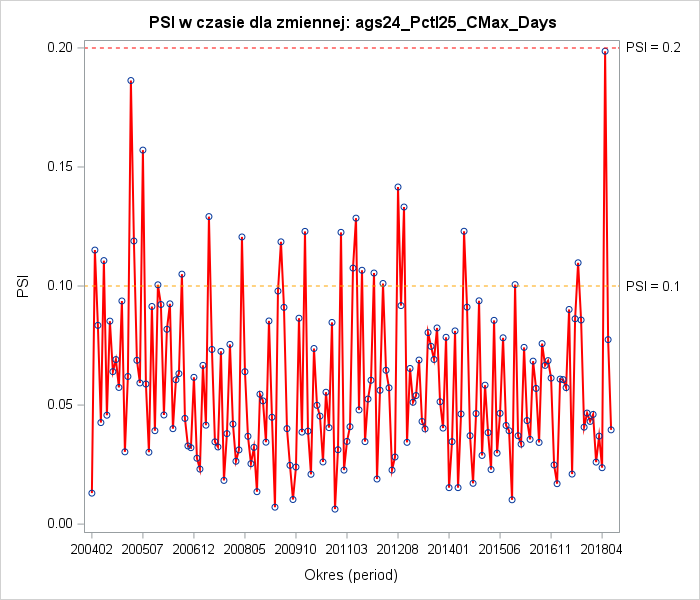 PSI w czasie dla zmiennej: ags24_Pctl25_CMax_Days
0.20
PSI = 0.2
0.15
0.10
PSI = 0.1
0.05
0.00
PSI
200402 200507 200612 200805 200910 201103 201208 201401 201506 201611 201804
Okres (period)